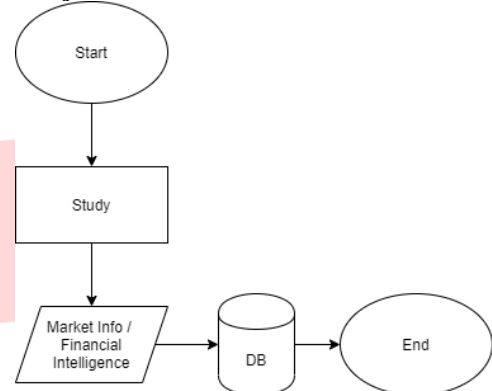 Start
Study
Market Info /
Financial
Intelligence
DB
End